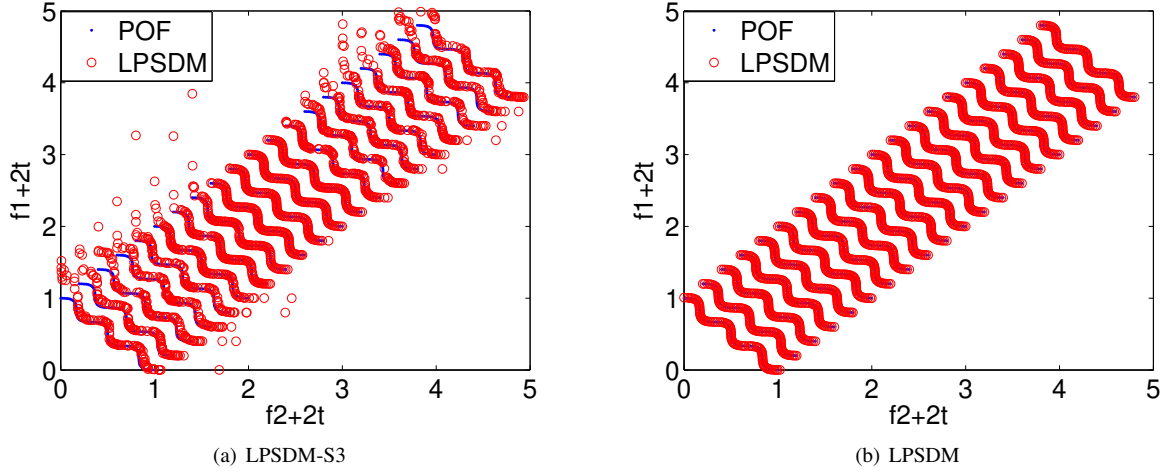 POF
LPSDM
5
4
3
2
1
0
f1+2t
0 1 2 3 4 5
f2+2t
(a) LPSDM-S3
POF
LPSDM
5
4
3
2
1
0
f1+2t
0 1 2 3 4 5
f2+2t
(b) LPSDM